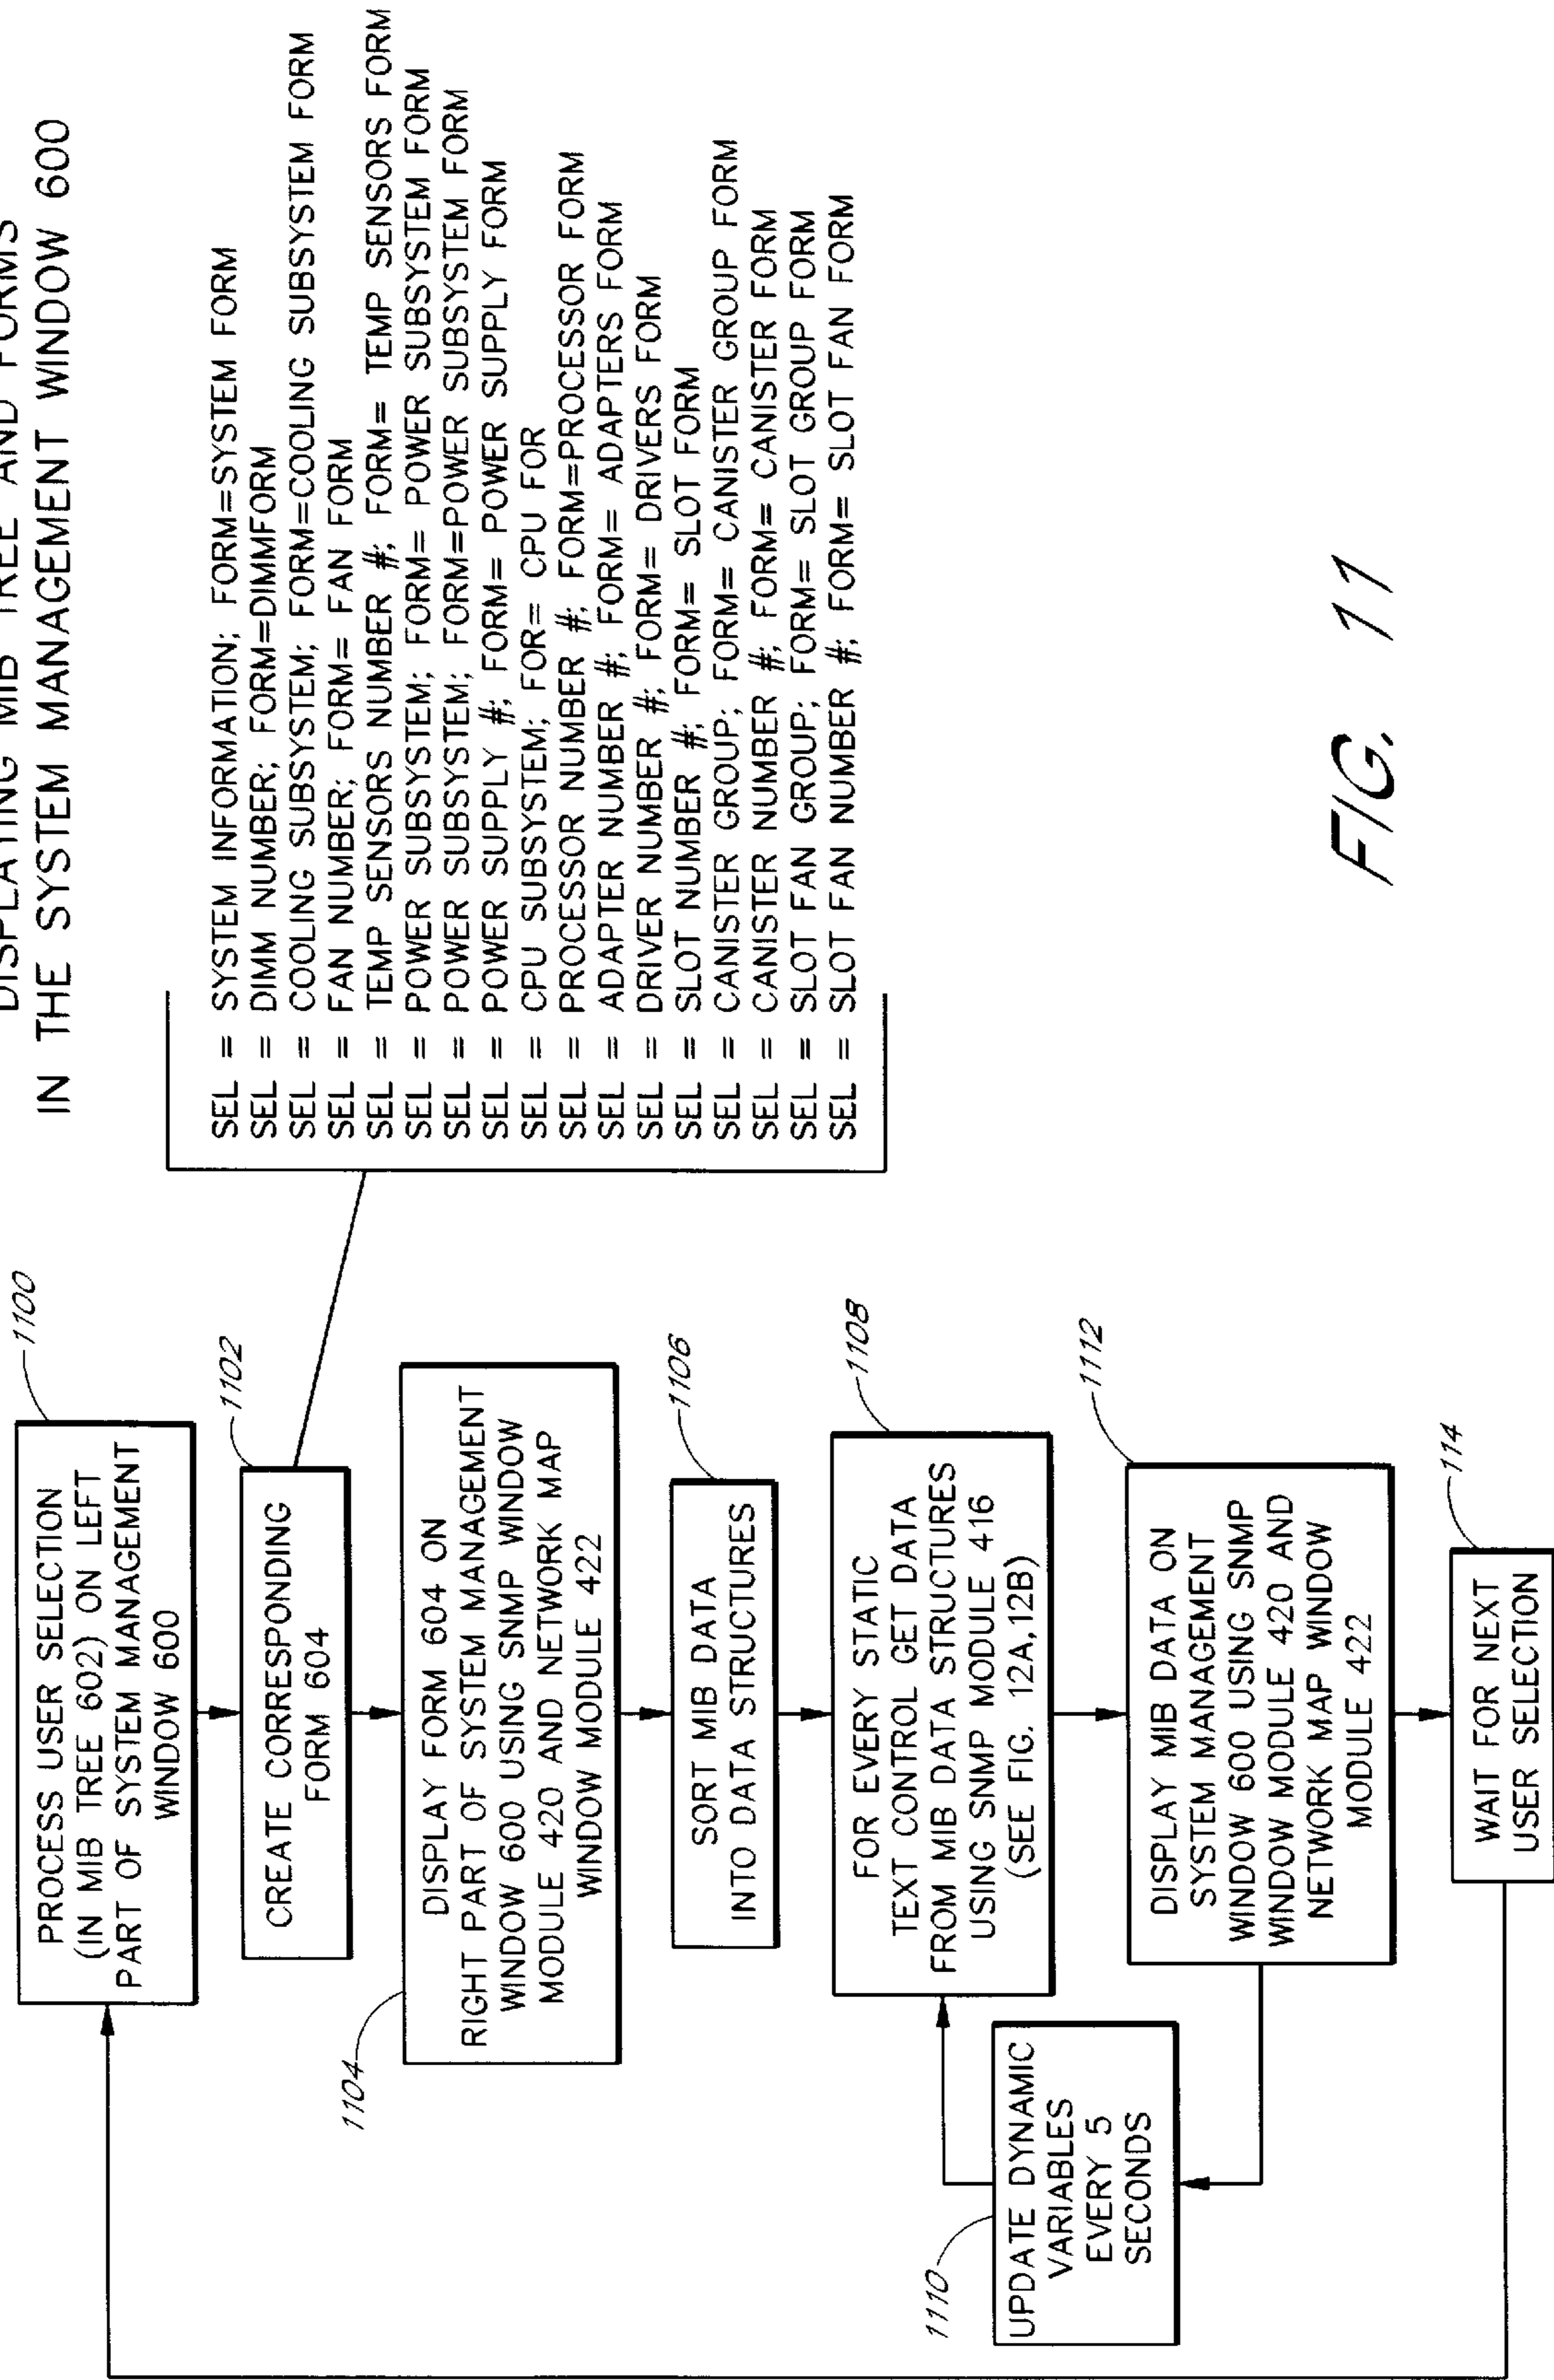 DISPLAYING MIB TREE AND FORMS
IN THE SYSTEM MANAGEMENT WINDOW 600
1100
PROCESS USER SELECTION
(IN MIB TREE 602) ON LEFT
PART OF SYSTEM MANAGEMENT
WINDOW 600
1102
CREATE CORRESPONDING
FORM 604
SEL = SYSTEM INFORMATION; FORM=SYSTEM FORM
SEL = DIMM NUMBER; FORM=DIMMFORM
SEL = COOLING SUBSYSTEM; FORM=COOLING SUBSYSTEM FORM
SEL = FAN NUMBER; FORM= FAN FORM
SEL = TEMP SENSORS NUMBER #; FORM= TEMP SENSORS FORM
SEL = POWER SUBSYSTEM; FORM= POWER SUBSYSTEM FORM
SEL = POWER SUBSYSTEM; FORM=POWER SUBSYSTEM FORM
SEL = POWER SUPPLY #; FORM= POWER SUPPLY FORM
SEL = CPU SUBSYSTEM; FOR= CPU FOR
SEL = PROCESSOR NUMBER #; FORM=PROCESSOR FORM
SEL = ADAPTER NUMBER #; FORM= ADAPTERS FORM
SEL = DRIVER NUMBER #; FORM= DRIVERS FORM
SEL = SLOT NUMBER #; FORM= SLOT FORM
SEL = CANISTER GROUP; FORM= CANISTER GROUP FORM
SEL = CANISTER NUMBER #; FORM= CANISTER FORM
SEL = SLOT FAN GROUP; FORM= SLOT GROUP FORM
SEL = SLOT FAN NUMBER #; FORM= SLOT FAN FORM
1104
DISPLAY FORM 604 ON
RIGHT PART OF SYSTEM MANAGEMENT
WINDOW 600 USING SNMP WINDOW
MODULE 420 AND NETWORK MAP
WINDOW MODULE 422
1106
SORT MIB DATA
INTO DATA STRUCTURES
1108
FOR EVERY STATIC
TEXT CONTROL GET DATA
FROM MIB DATA STRUCTURES
USING SNMP MODULE 416
(SEE FIG. 12A,12B)
1110
UPDATE DYNAMIC
VARIABLES
EVERY 5
SECONDS
1112
DISPLAY MIB DATA ON
SYSTEM MANAGEMENT
WINDOW 600 USING SNMP
WINDOW MODULE 420 AND
NETWORK MAP WINDOW
MODULE 422
114
WAIT FOR NEXT
USER SELECTION
FIG. 11